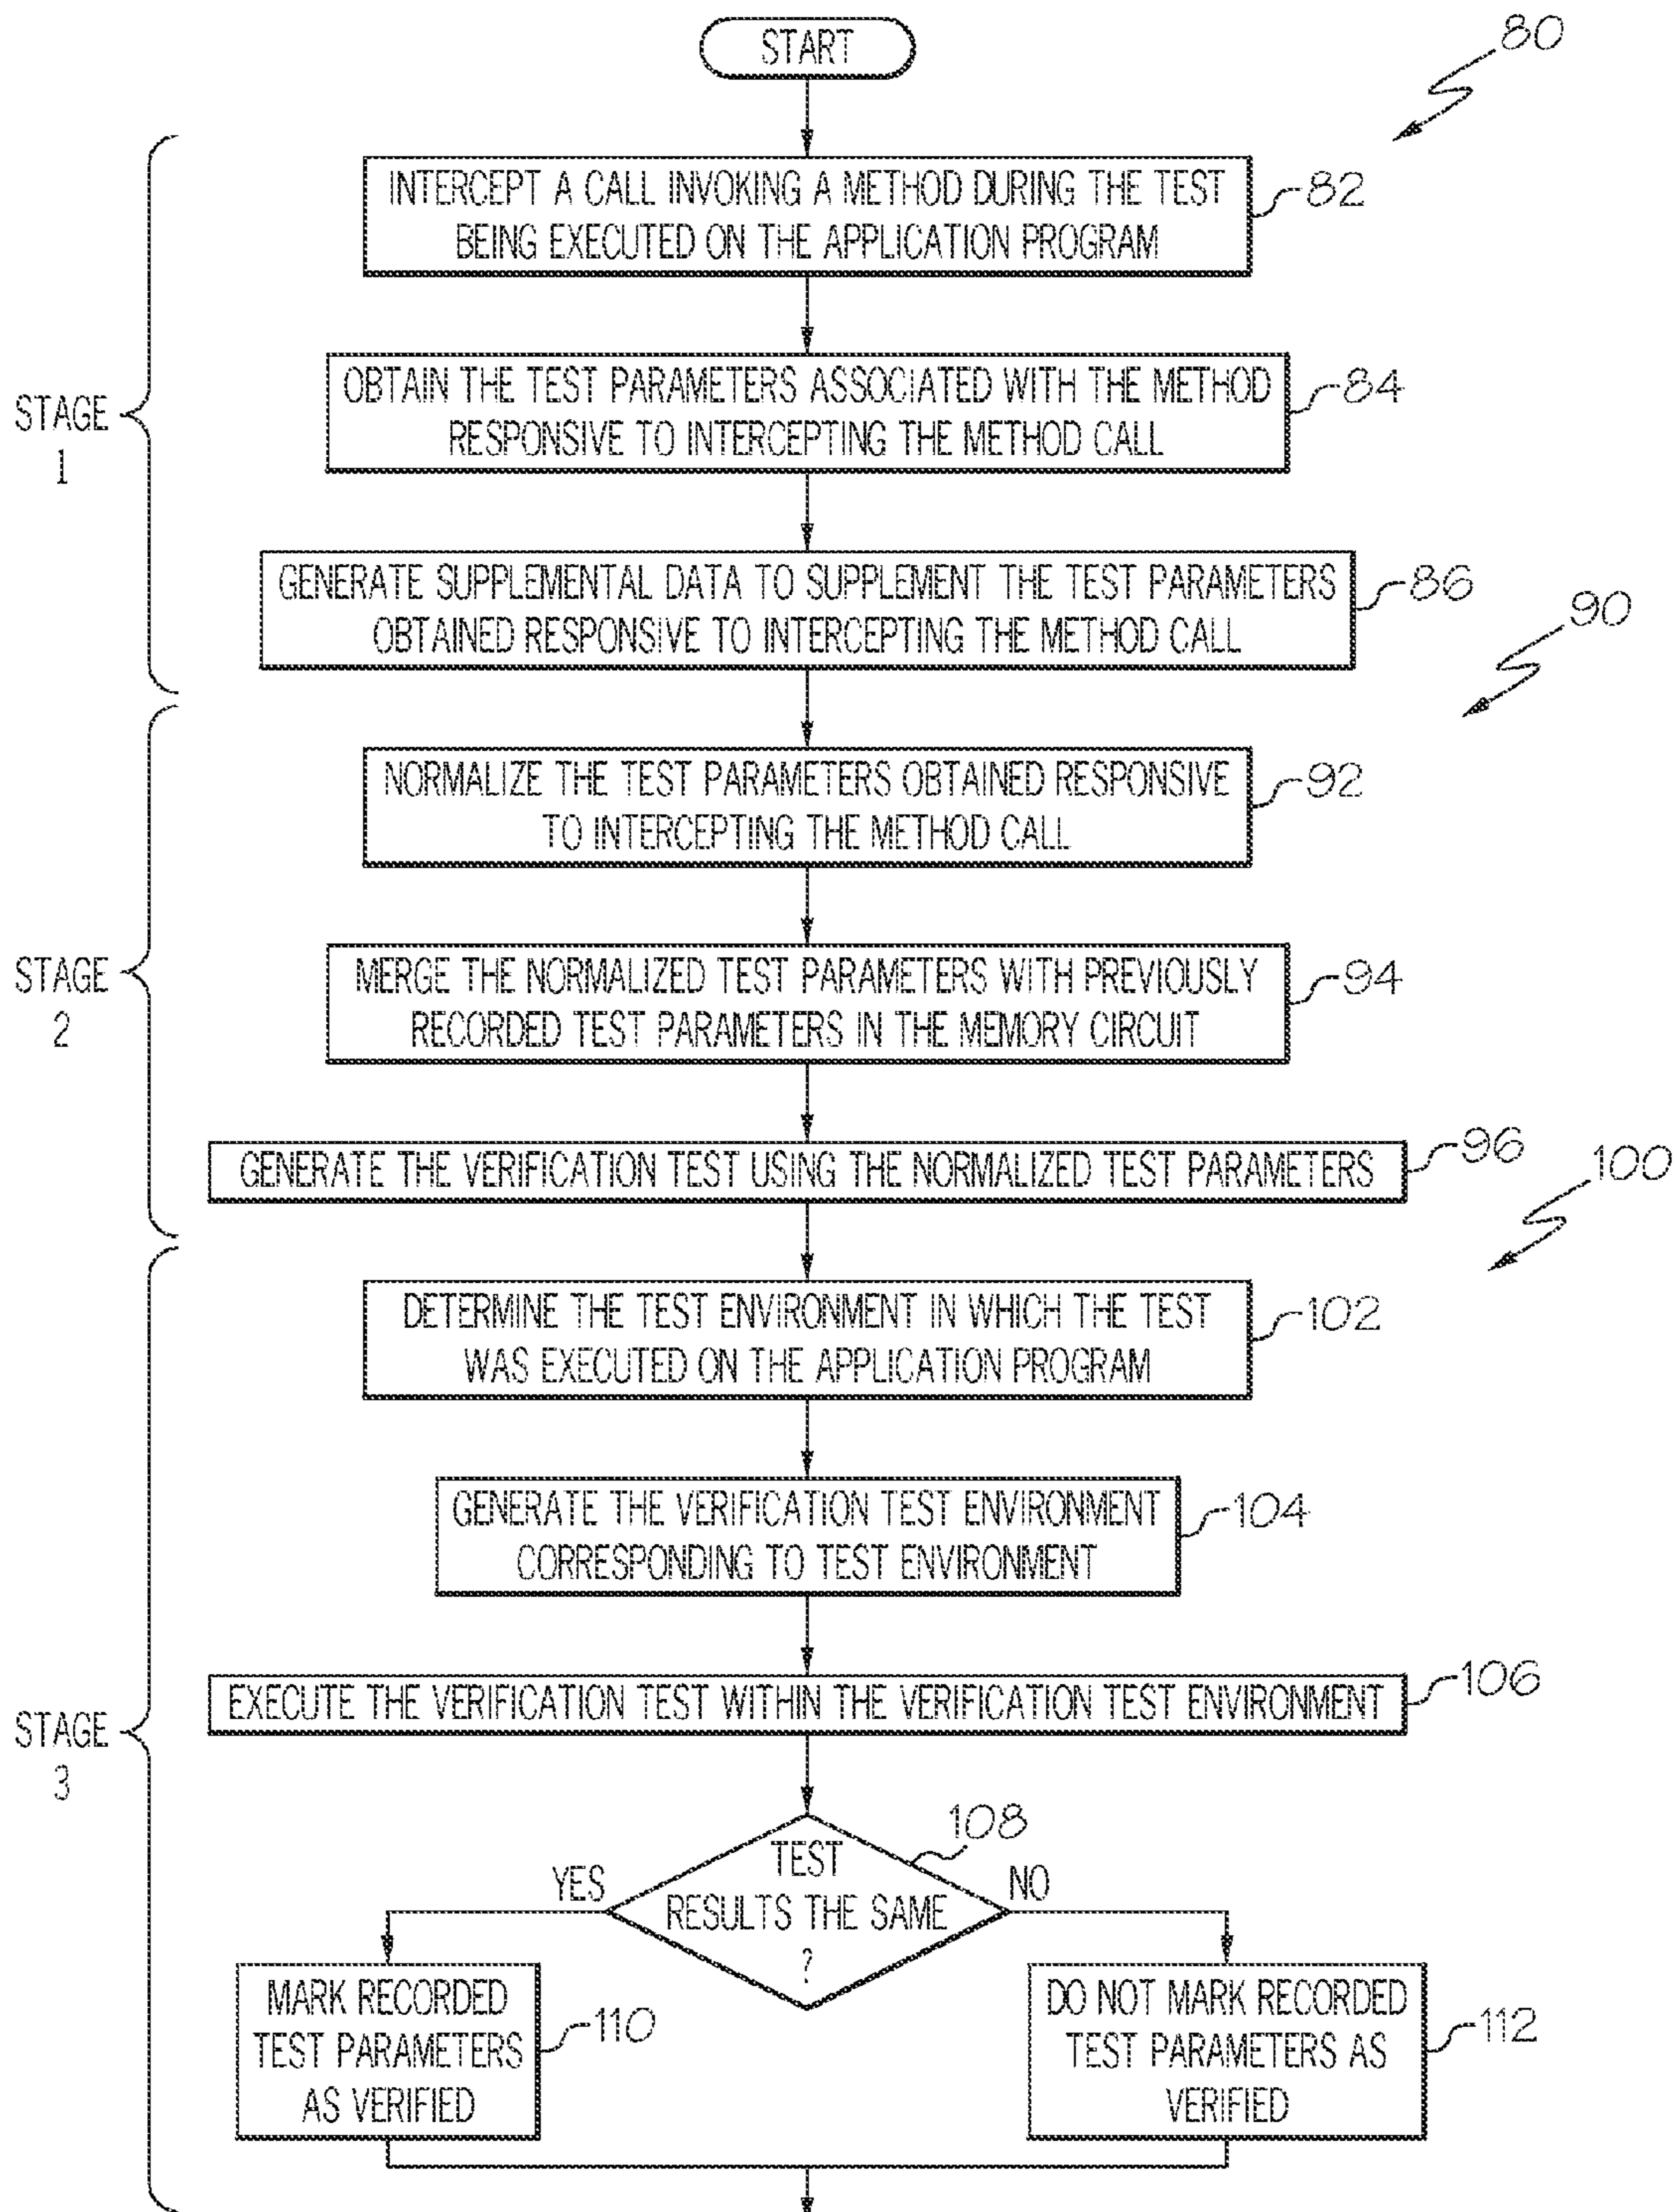 START
80
INTERCEPT A CALL INVOKING A METHOD DURING THE TEST
BEING EXECUTED ON THE APPLICATION PROGRAM
82
OBTAIN THE TEST PARAMETERS ASSOCIATED WITH THE METHOD
RESPONSIVE TO INTERCEPTING THE METHOD CALL
84
STAGE
1
GENERATE SUPPLEMENTAL DATA TO SUPPLEMENT THE TEST PARAMETERS
OBTAINED RESPONSIVE TO INTERCEPTING THE METHOD CALL
86
90
NORMALIZE THE TEST PARAMETERS OBTAINED RESPONSIVE
TO INTERCEPTING THE METHOD CALL
92
MERGE THE NORMALIZED TEST PARAMETERS WITH PREVIOUSLY
RECORDED TEST PARAMETERS IN THE MEMORY CIRCUIT
94
STAGE
2
GENERATE THE VERIFICATION TEST USING THE NORMALIZED TEST PARAMETERS
96
100
DETERMINE THE TEST ENVIRONMENT IN WHICH THE TEST
WAS EXECUTED ON THE APPLICATION PROGRAM
102
GENERATE THE VERIFICATION TEST ENVIRONMENT
CORRESPONDING TO TEST ENVIRONMENT
104
EXECUTE THE VERIFICATION TEST WITHIN THE VERIFICATION TEST ENVIRONMENT
106
STAGE
3
TEST
RESULTS THE SAME
?
108
YES
NO
MARK RECORDED
TEST PARAMETERS
AS VERIFIED
110
DO NOT MARK RECORDED
TEST PARAMETERS AS
VERIFIED
112